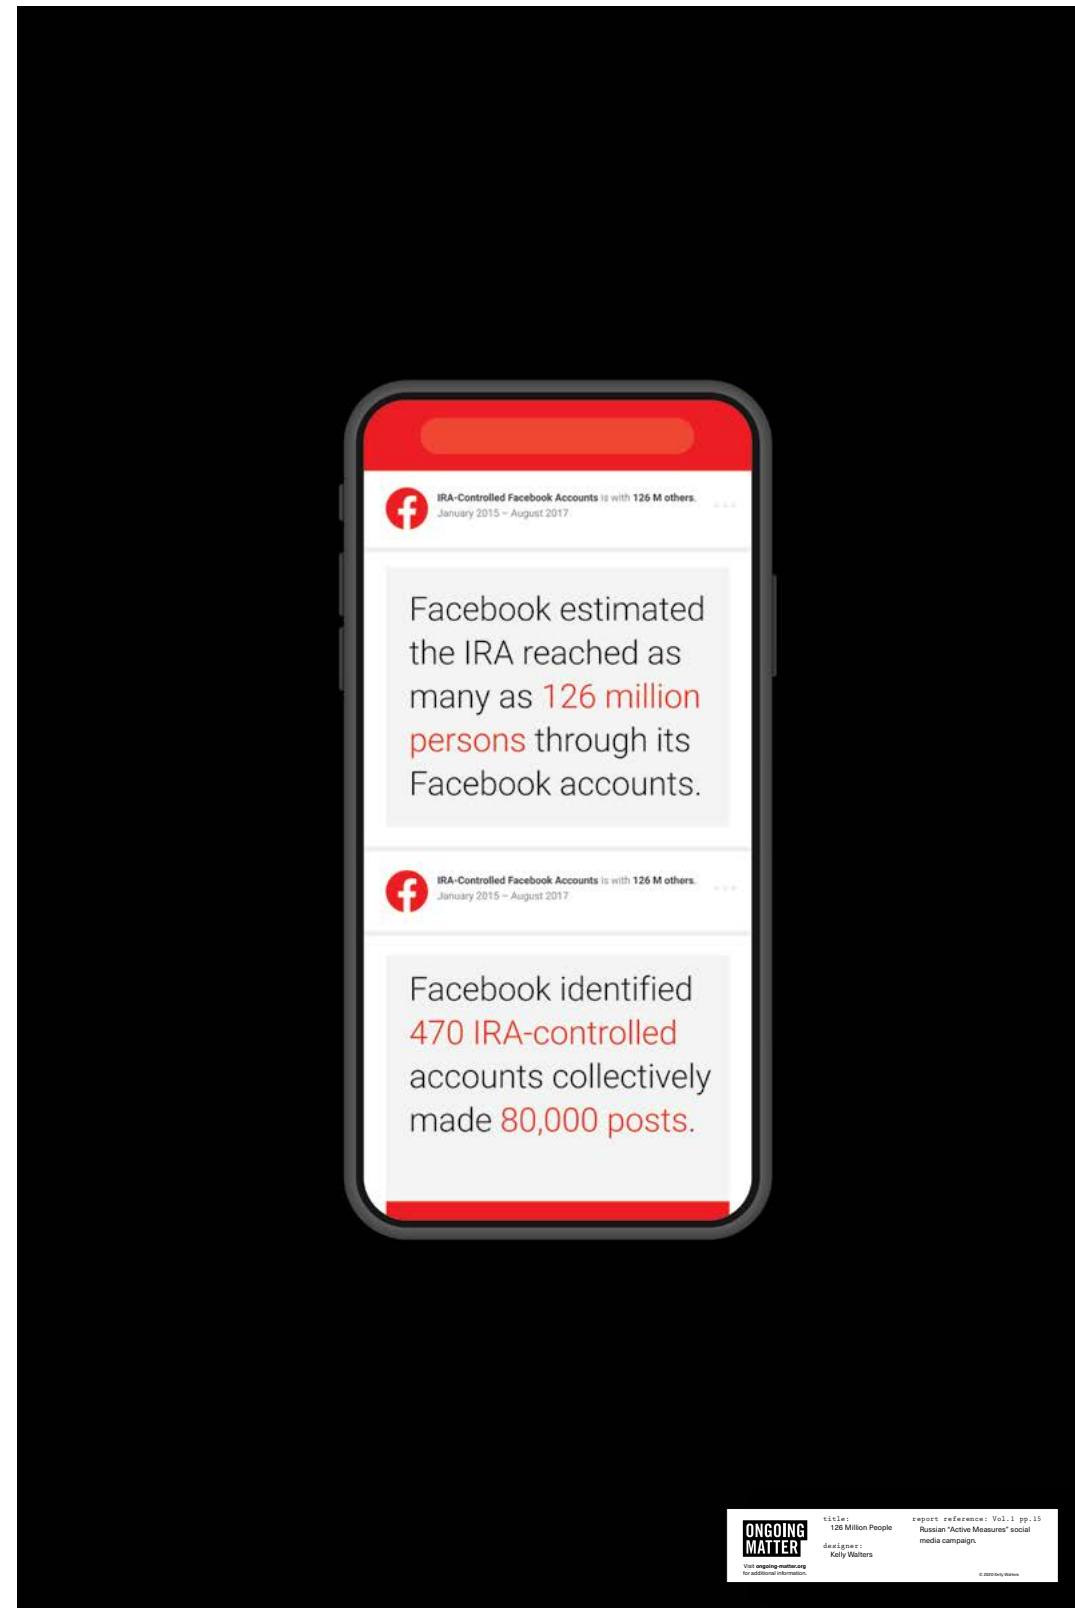 IRA-Controlled Facebook Accounts is with 126 M others.
January 2015 – August 2017
Facebook estimated
the IRA reached as
many as 126 million
persons through its
Facebook accounts.
IRA-Controlled Facebook Accounts is with 126 M others.
January 2015 – August 2017
Facebook identified
470 IRA-controlled
accounts collectively
made 80,000 posts.
ONGOING
MATTER
Visit ongoing-matter.org
for additional information.
title:
126 Million People
designer:
Kelly Walters
report reference: Vol.1 pp.15
Russian “Active Measures” social
media campaign.
© 2020 Kelly Walters